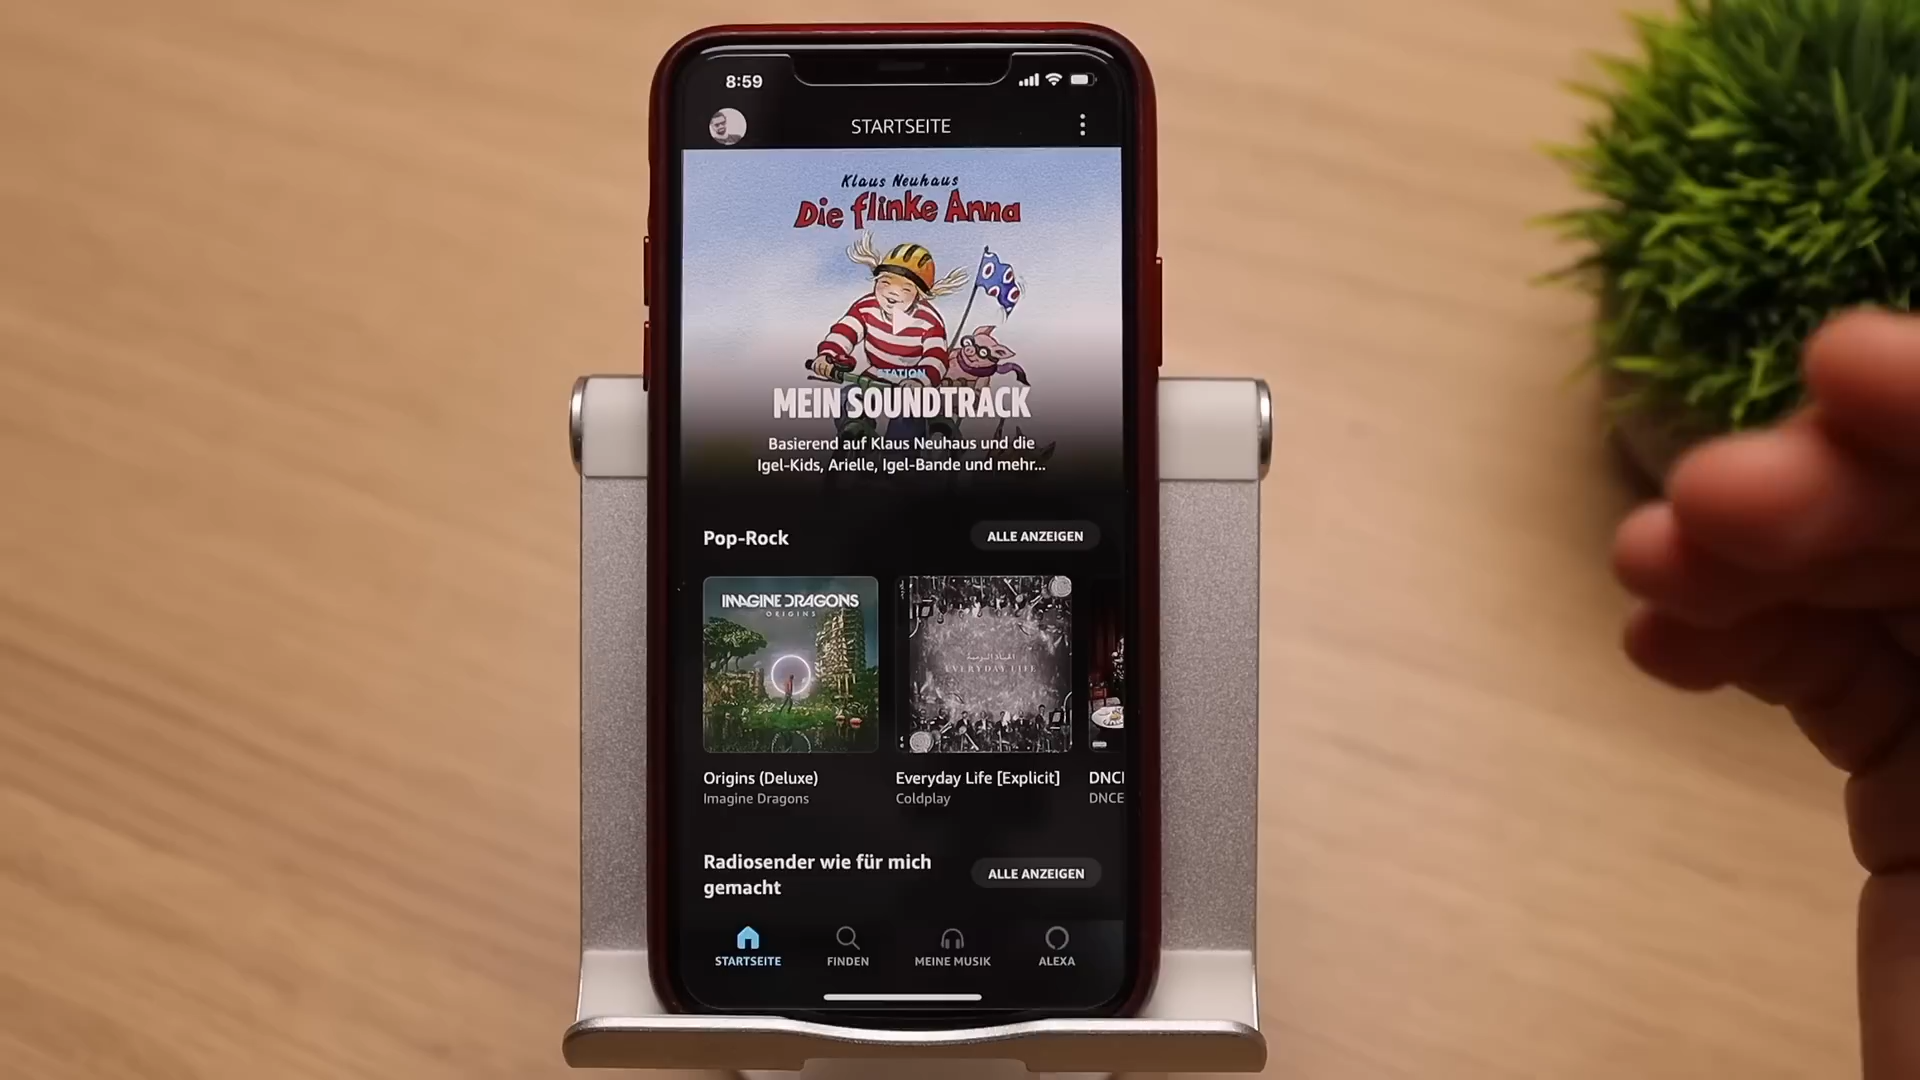 8:59
STARTSEITE
Klaus Neuhaus
Die flinke Anna
STATION
MEIN SOUNDTRACK
Basierend auf Klaus Neuhaus und die
Igel-Kids, Arielle, Igel-Bande und mehr...
Pop-Rock
ALLE ANZEIGEN
IMAGINE DRAGONS
ORIGINS
EVERYDAY LIFE
Origins (Deluxe)
Imagine Dragons
Everyday Life [Explicit]
Coldplay
DNCE
Radiosender wie für mich
gemacht
ALLE ANZEIGEN
STARTSEITE
FINDEN
MEINE MUSIK
ALEXA